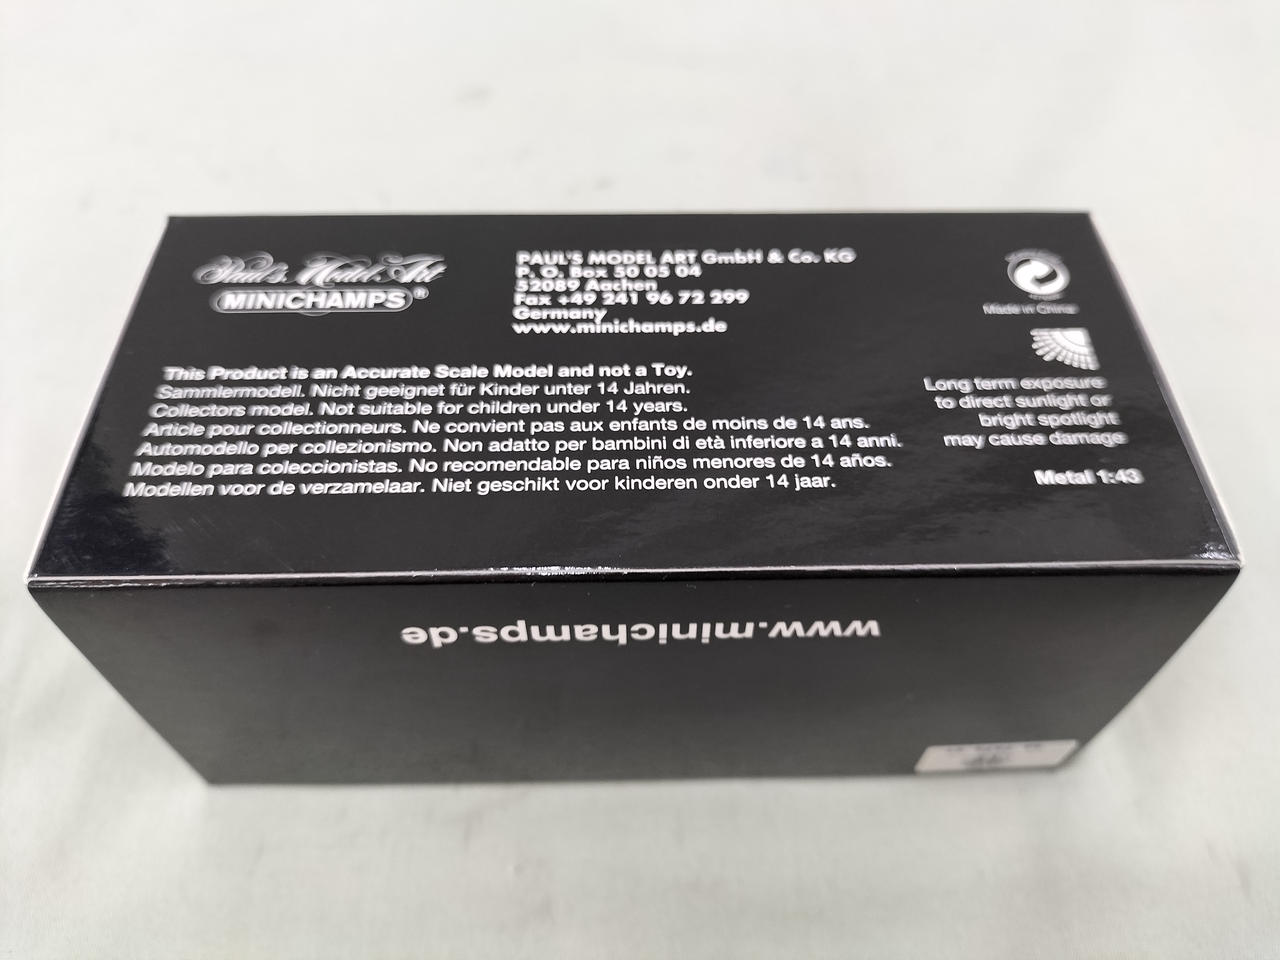 Paul's Model Art
MINICHAMPS®
PAUL'S MODEL ART GmbH & Co. KG
P. O. Box 50 05 04
52089 Aachen
Fax +49 241 96 72 299
Germany
www.minichamps.de
This Product is an Accurate Scale Model and not a Toy.
Sammlermodell. Nicht geeignet für Kinder unter 14 Jahren.
Collectors model. Not suitable for children under 14 years.
Article pour collectionneurs. Ne convient pas aux enfants de moins de 14 ans.
Automodello per collezionismo. Non adatto per bambini di età inferiore a 14 anni.
Modelo para coleccionistas. No recomendable para niños menores de 14 años.
Modellen voor de verzamelaar. Niet geschikt voor kinderen onder 14 jaar.
Made in China
Long term exposure
to direct sunlight or
bright spotlight
may cause damage
Metal 1:43
www.minichamps.de